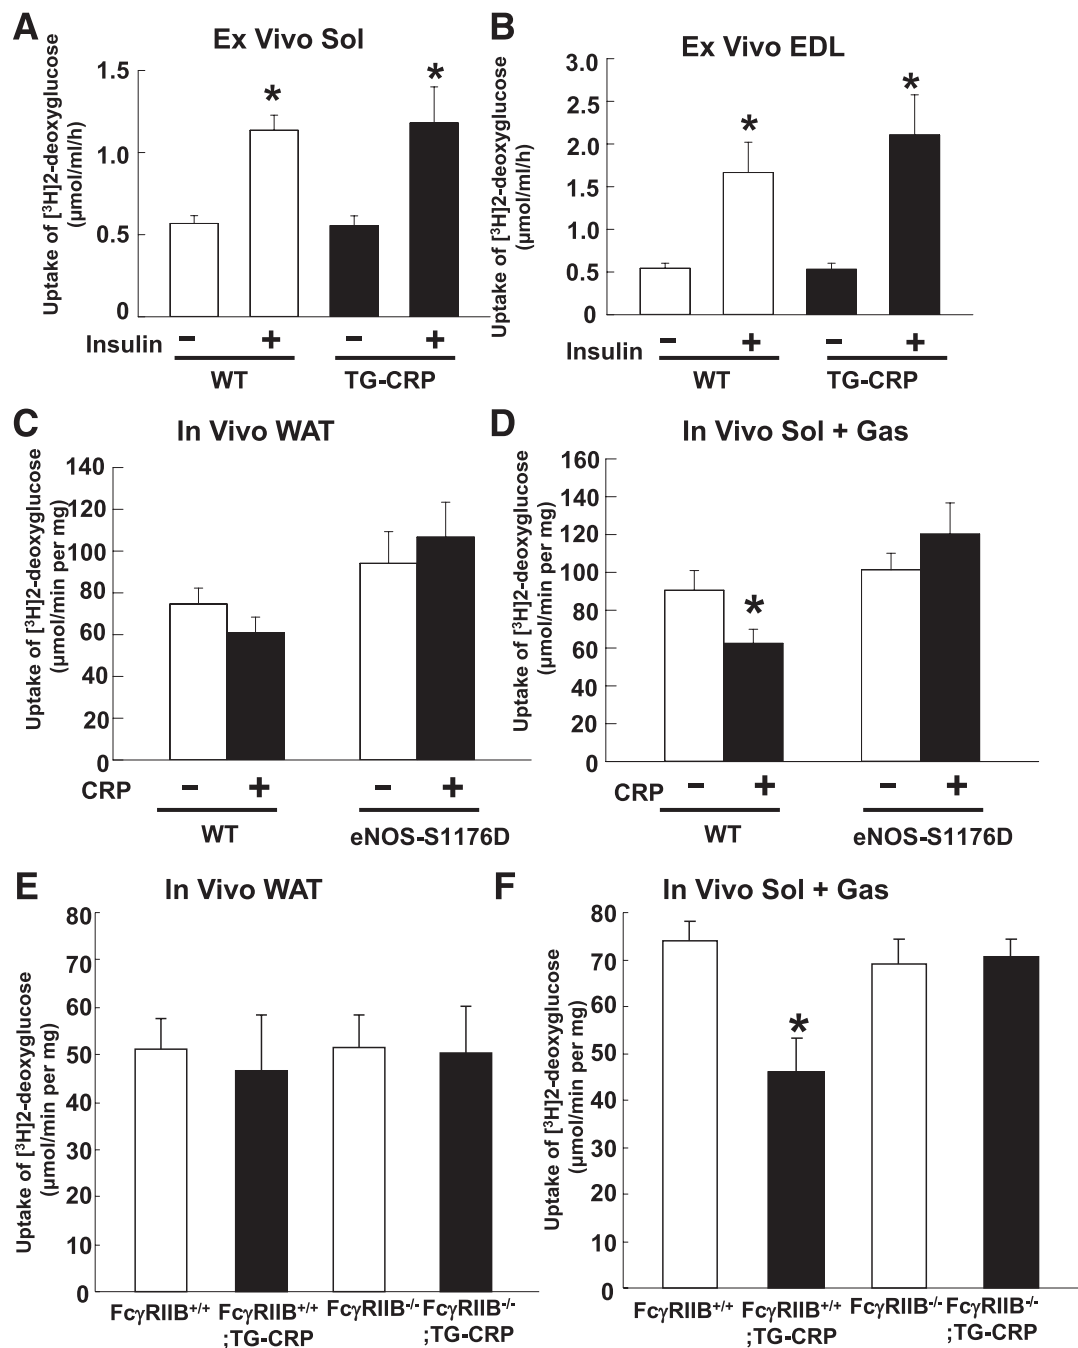 A
Ex Vivo Sol
Uptake of [³H]2-deoxyglucose
(µmol/ml/h)
1.5
1.0
0.5
0
*
*
Insulin − + − +
WT TG-CRP
B
Ex Vivo EDL
Uptake of [³H]2-deoxyglucose
(µmol/ml/h)
3.0
2.5
2.0
1.5
1.0
0.5
0
*
*
Insulin − + − +
WT TG-CRP
C
In Vivo WAT
Uptake of [³H]2-deoxyglucose
(µmol/min per mg)
140
120
100
80
60
40
20
0
CRP − + − +
WT eNOS-S1176D
D
In Vivo Sol + Gas
Uptake of [³H]2-deoxyglucose
(µmol/min per mg)
160
140
120
100
80
60
40
20
0
*
CRP − + − +
WT eNOS-S1176D
E
In Vivo WAT
Uptake of [³H]2-deoxyglucose
(µmol/min per mg)
80
70
60
50
40
30
20
10
0
FcγRIIB⁺/⁺ FcγRIIB⁺/⁺ FcγRIIB⁻/⁻ FcγRIIB⁻/⁻
;TG-CRP ;TG-CRP
F
In Vivo Sol + Gas
Uptake of [³H]2-deoxyglucose
(µmol/min per mg)
80
70
60
50
40
30
20
10
0
*
FcγRIIB⁺/⁺ FcγRIIB⁺/⁺ FcγRIIB⁻/⁻ FcγRIIB⁻/⁻
;TG-CRP ;TG-CRP